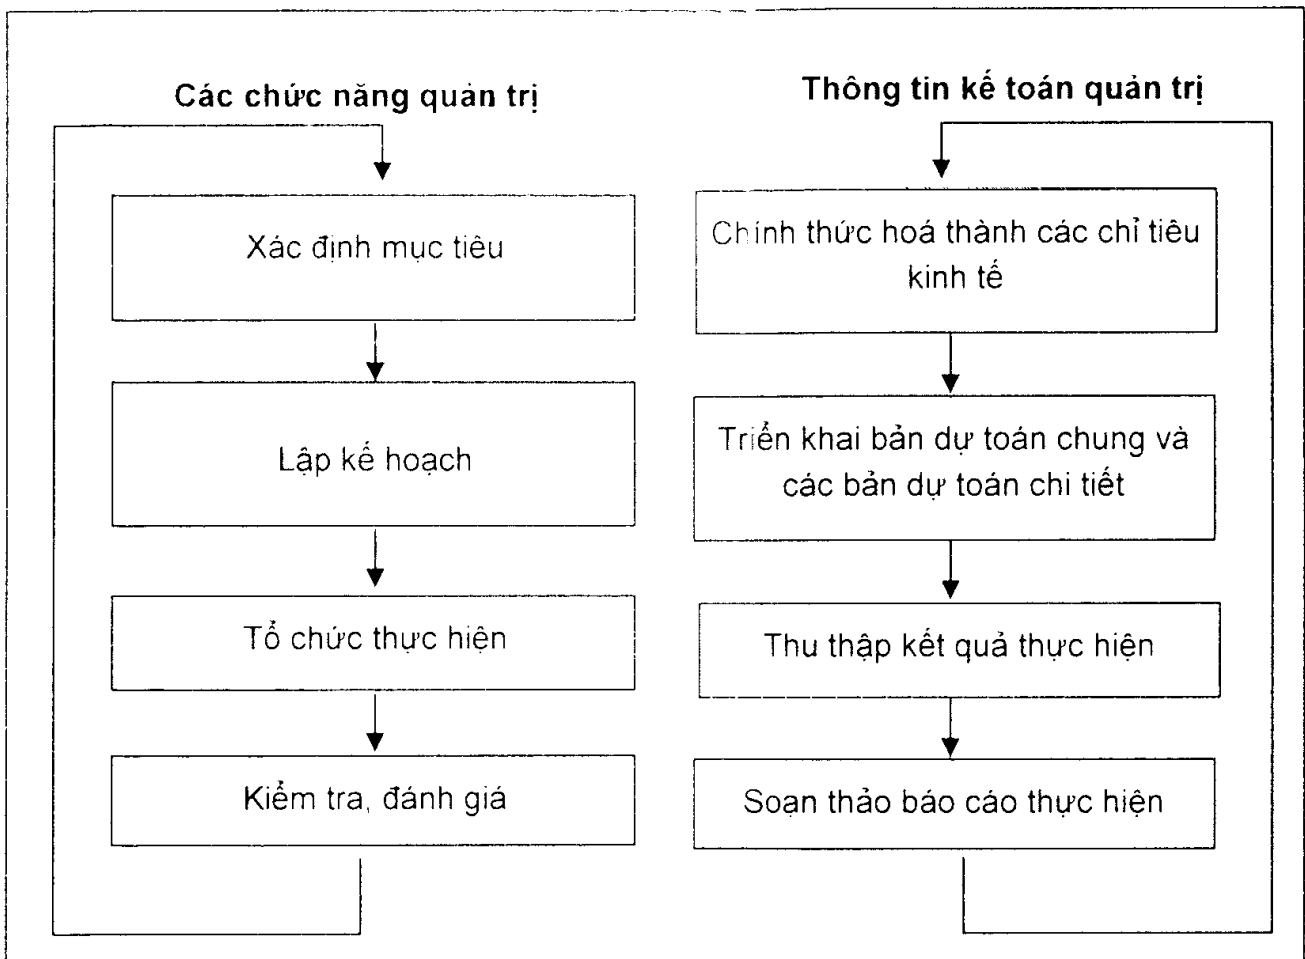 Các chức năng quản trị
Xác định mục tiêu
Lập kế hoạch
Tổ chức thực hiện
Kiểm tra, đánh giá
Thông tin kế toán quản trị
Chính thức hoá thành các chỉ tiêu
kinh tế
Triển khai bản dự toán chung và
các bản dự toán chi tiết
Thu thập kết quả thực hiện
Soạn thảo báo cáo thực hiện